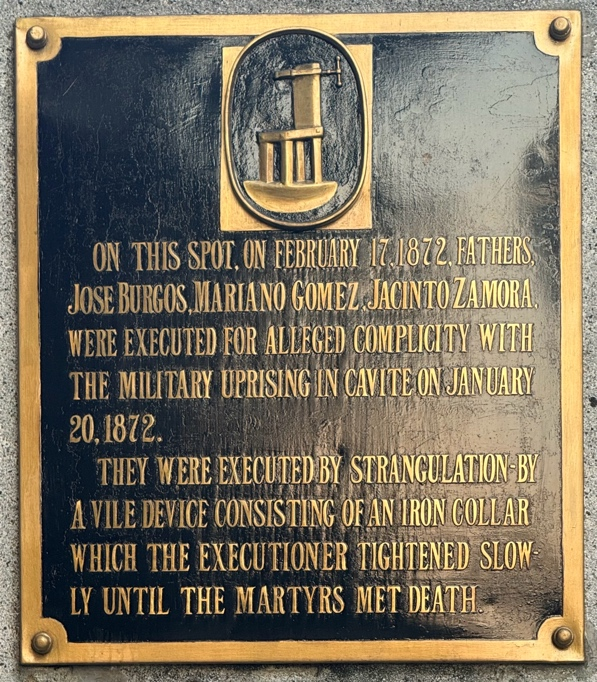 ON THIS SPOT, ON FEBRUARY 17, 1872, FATHERS,
JOSE BURGOS, MARIANO GOMEZ, JACINTO ZAMORA,
WERE EXECUTED FOR ALLEGED COMPLICITY WITH
THE MILITARY UPRISING IN CAVITE ON JANUARY
20, 1872.
THEY WERE EXECUTED BY STRANGULATION-BY
A VILE DEVICE CONSISTING OF AN IRON COLLAR
WHICH THE EXECUTIONER TIGHTENED SLOW-
LY UNTIL THE MARTYRS MET DEATH.